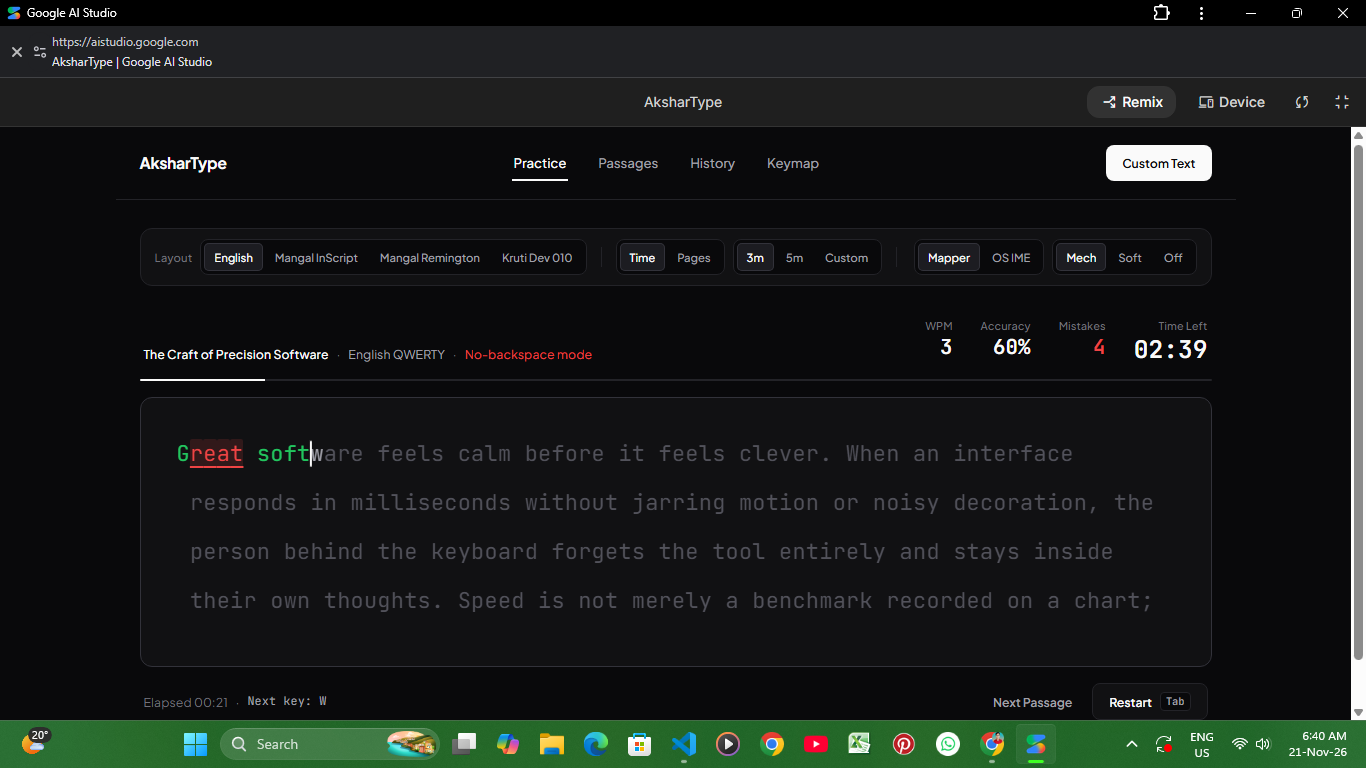 Google AI Studio
https://aistudio.google.com
AksharType | Google AI Studio
AksharType
Remix
Device
AksharType
Practice
Passages
History
Keymap
Custom Text
Layout
English
Mangal InScript
Mangal Remington
Kruti Dev 010
Time
Pages
3m
5m
Custom
Mapper
OS IME
Mech
Soft
Off
WPM
3
Accuracy
60%
Mistakes
4
Time Left
02:39
The Craft of Precision Software · English QWERTY · No-backspace mode
Great software feels calm before it feels clever. When an interface
responds in milliseconds without jarring motion or noisy decoration, the
person behind the keyboard forgets the tool entirely and stays inside
their own thoughts. Speed is not merely a benchmark recorded on a chart;
Elapsed 00:21 · Next key: W
Next Passage
Restart
Tab
20°
Search
ENG
US
6:40 AM
21-Nov-26